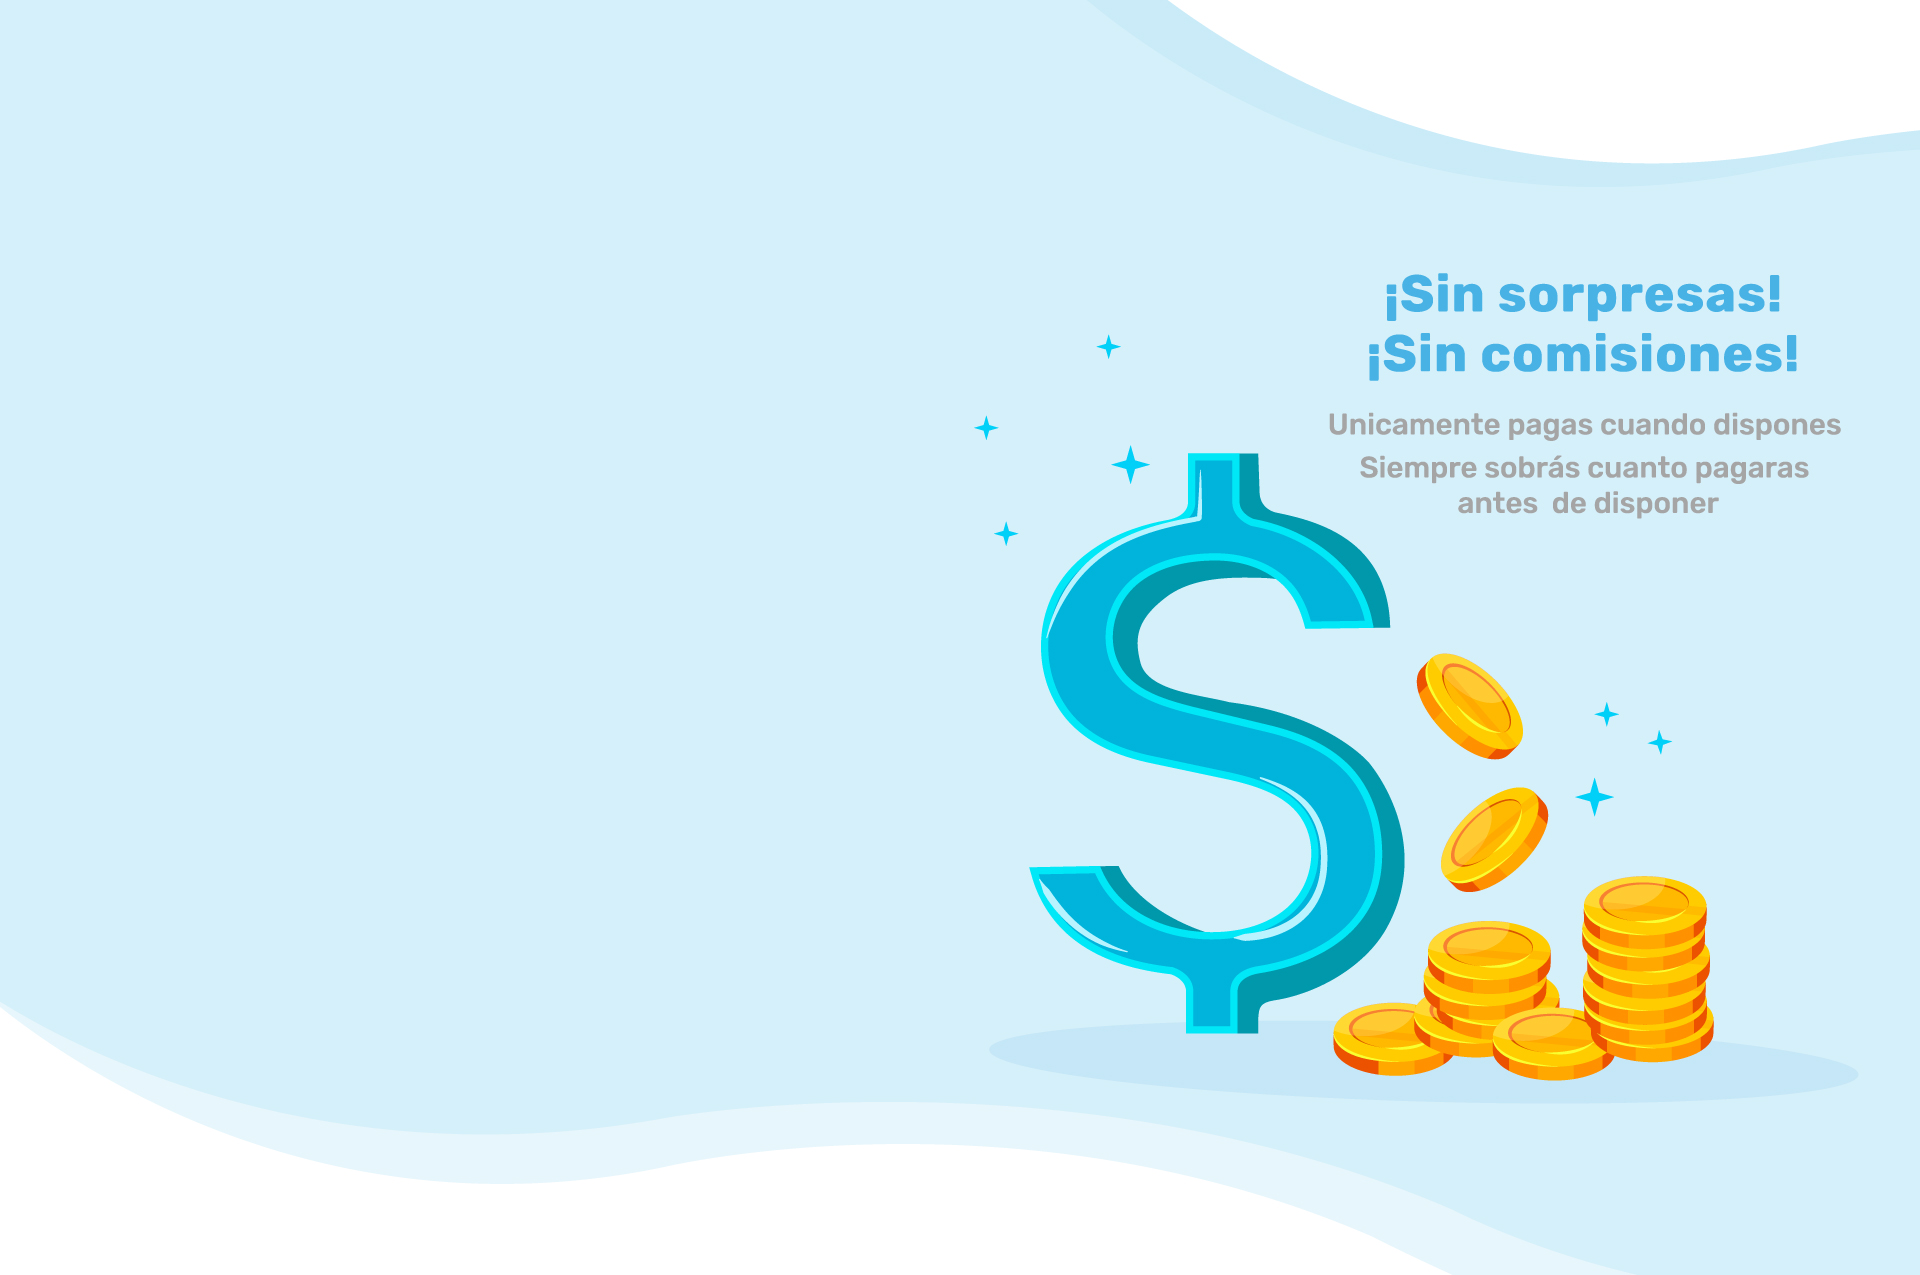 ¡Sin sorpresas!
¡Sin comisiones!
Unicamente pagas cuando dispones
Siempre sobrás cuanto pagaras
antes de disponer